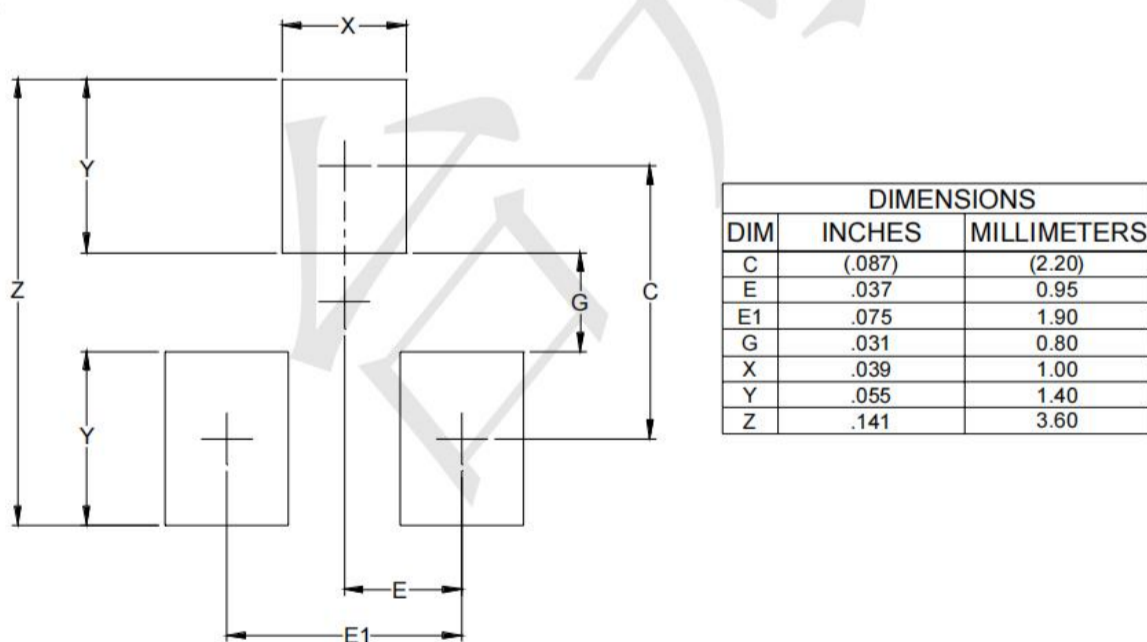 X
Y
Z
G
C
Y
E
E1
DIMENSIONS
DIM INCHES MILLIMETERS
C (.087) (2.20)
E .037 0.95
E1 .075 1.90
G .031 0.80
X .039 1.00
Y .055 1.40
Z .141 3.60